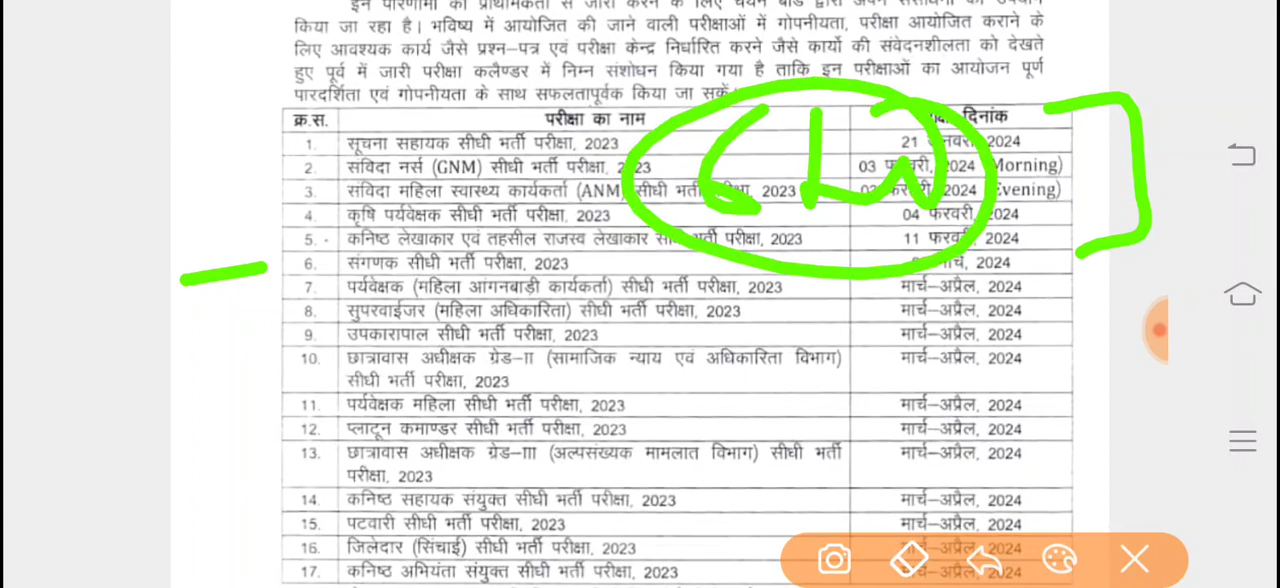 किया जा रहा है। भविष्य में आयोजित की जाने वाली परीक्षाओं में गोपनीयता, परीक्षा आयोजित कराने के
लिए आवश्यक कार्य जैसे प्रश्न–पत्र एवं परीक्षा केन्द्र निर्धारित करने जैसे कार्यो की संवेदनशीलता को देखते
हुए पूर्व में जारी परीक्षा कलैण्डर में निम्न संशोधन किया गया है ताकि इन परीक्षाओं का आयोजन पूर्ण
पारदर्शिता एवं गोपनीयता के साथ सफलतापूर्वक किया जा सके
क्र.स. परीक्षा का नाम दिनांक
1. सूचना सहायक सीधी भर्ती परीक्षा, 2023 21 जनवरी, 2024
2. संविदा नर्स (GNM) सीधी भर्ती परीक्षा, 2023 03 फरवरी, 2024 (Morning)
3. संविदा महिला स्वास्थ्य कार्यकर्ता (ANM) सीधी भर्ती परीक्षा, 2023 03 फरवरी, 2024 (Evening)
4. कृषि पर्यवेक्षक सीधी भर्ती परीक्षा, 2023 04 फरवरी, 2024
5. कनिष्ठ लेखाकार एवं तहसील राजस्व लेखाकार सीधी भर्ती परीक्षा, 2023 11 फरवरी, 2024
6. संगणक सीधी भर्ती परीक्षा, 2023 मार्च, 2024
7. पर्यवेक्षक (महिला आंगनबाड़ी कार्यकर्ता) सीधी भर्ती परीक्षा, 2023 मार्च–अप्रैल, 2024
8. सुपरवाईजर (महिला अधिकारिता) सीधी भर्ती परीक्षा, 2023 मार्च–अप्रैल, 2024
9. उपकारापाल सीधी भर्ती परीक्षा, 2023 मार्च–अप्रैल, 2024
10. छात्रावास अधीक्षक ग्रेड–II (सामाजिक न्याय एवं अधिकारिता विभाग) मार्च–अप्रैल, 2024
सीधी भर्ती परीक्षा, 2023
11. पर्यवेक्षक महिला सीधी भर्ती परीक्षा, 2023 मार्च–अप्रैल, 2024
12. प्लाटून कमाण्डर सीधी भर्ती परीक्षा, 2023 मार्च–अप्रैल, 2024
13. छात्रावास अधीक्षक ग्रेड–III (अल्पसंख्यक मामलात विभाग) सीधी भर्ती मार्च–अप्रैल, 2024
परीक्षा, 2023
14. कनिष्ठ सहायक संयुक्त सीधी भर्ती परीक्षा, 2023 मार्च–अप्रैल, 2024
15. पटवारी सीधी भर्ती परीक्षा, 2023 मार्च–अप्रैल, 2024
16. जिलेदार (सिंचाई) सीधी भर्ती परीक्षा, 2023 मार्च–अप्रैल, 2024
17. कनिष्ठ अभियंता संयुक्त सीधी भर्ती परीक्षा, 2023 मार्च–अप्रैल, 2024